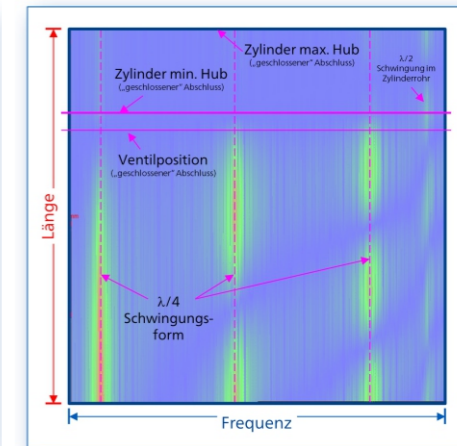 Zylinder max. Hub
(„geschlossener" Abschluss)
λ/2
Schwingung im
Zylinderrohr
Zylinder min. Hub
(„geschlossener" Abschluss)
Ventilposition
(„geschlossener" Abschluss)
Länge
λ/4
Schwingungs-
form
Frequenz